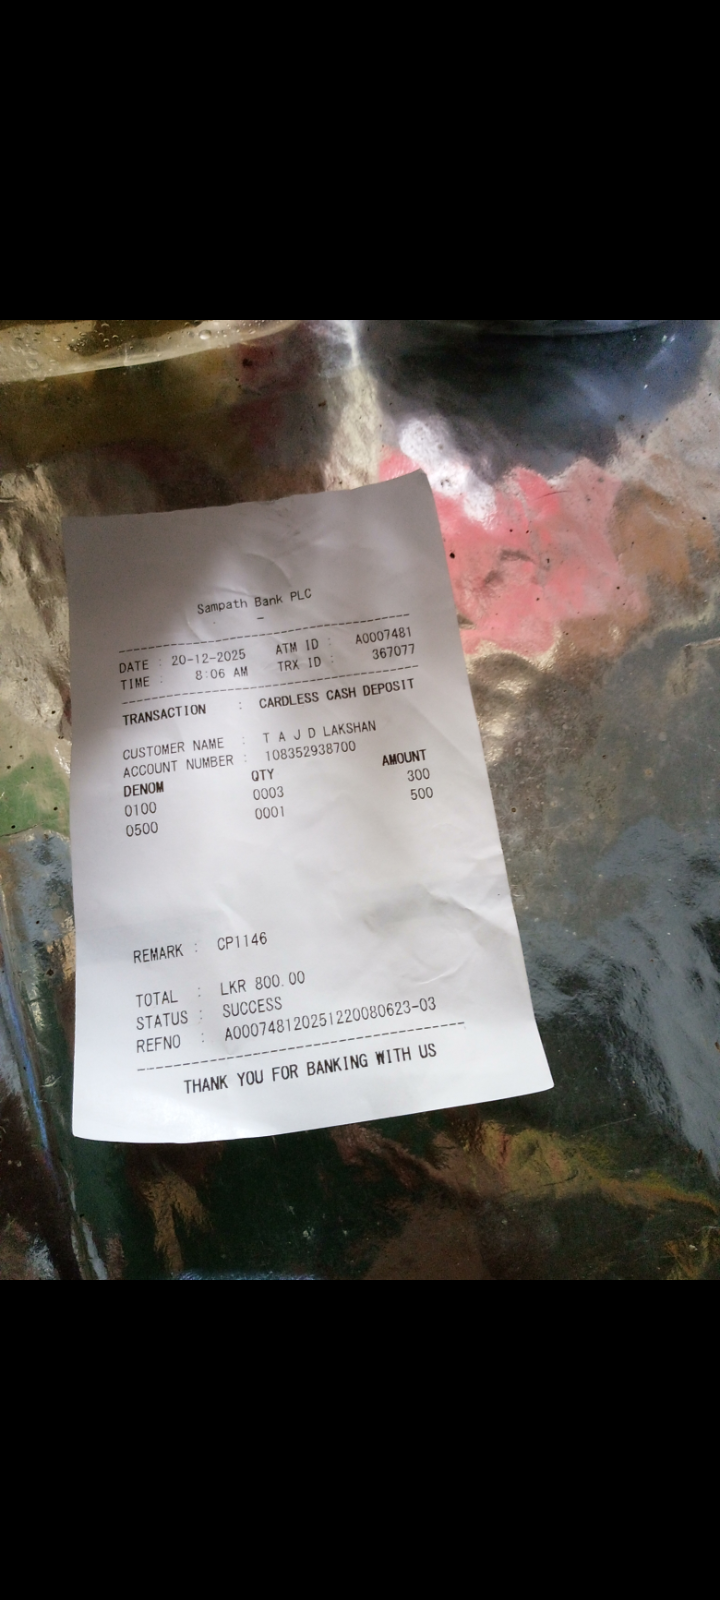 Sampath Bank PLC
DATE : 20-12-2025 ATM ID : A0007481
TIME : 8:06 AM TRX ID : 367077
TRANSACTION : CARDLESS CASH DEPOSIT
CUSTOMER NAME : T A J D LAKSHAN
ACCOUNT NUMBER : 108352938700
DENOM QTY AMOUNT
0100 0003 300
0500 0001 500
REMARK : CP1146
TOTAL : LKR 800.00
STATUS : SUCCESS
REFNO : A000748120251220080623-03
THANK YOU FOR BANKING WITH US